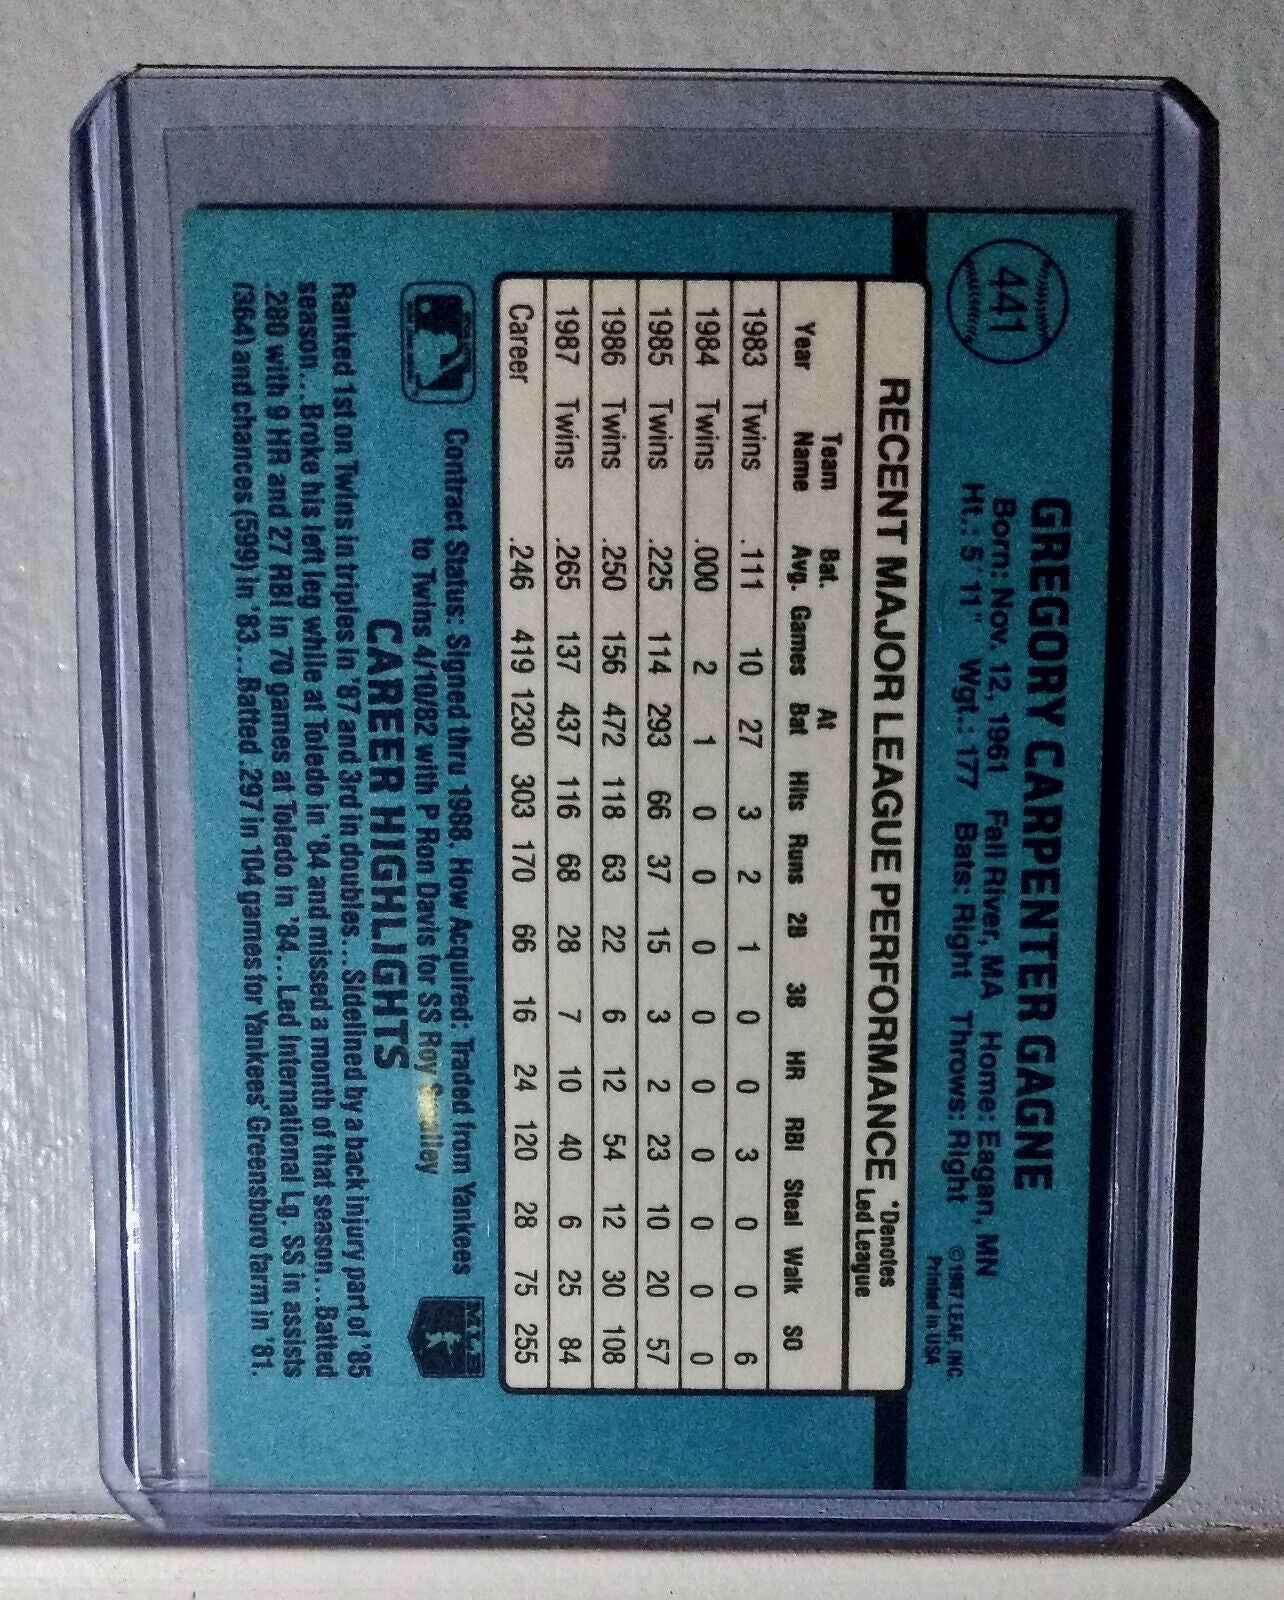 441
GREGORY CARPENTER GAGNE
Born: Nov. 12, 1961 Fall River, MA Home: Eagan, MN
Ht.: 5' 11" Wgt.: 177 Bats: Right Throws: Right
©1987 LEAF, INC.
Printed in USA
RECENT MAJOR LEAGUE PERFORMANCE
*Denotes
Led League
Year Team Name Bat. Avg. Games At Bat Hits Runs 2B 3B HR RBI Steal Walk SO
1983 Twins .111 10 27 3 2 1 0 0 3 0 0 6
1984 Twins .000 2 1 0 0 0 0 0 0 0 0 0
1985 Twins .225 114 293 66 37 15 3 2 23 10 20 57
1986 Twins .250 156 472 118 63 22 6 12 54 12 30 108
1987 Twins .265 137 437 116 68 28 7 10 40 6 25 84
Career .246 419 1230 303 170 66 16 24 120 28 75 255
Contract Status: Signed thru 1988. How Acquired: Traded from Yankees
to Twins 4/10/82 with P Ron Davis for SS Roy Smalley
MLB
CAREER HIGHLIGHTS
Ranked 1st on Twins in triples in '87 and 3rd in doubles...Sidelined by a back injury part of '85
season...Broke his left leg while at Toledo in '84 and missed a month of that season...Batted
.280 with 9 HR and 27 RBI in 70 games at Toledo in '84...Led International Lg. SS in assists
(364) and chances (599) in '83...Batted .297 in 104 games for Yankees' Greensboro farm in '81.